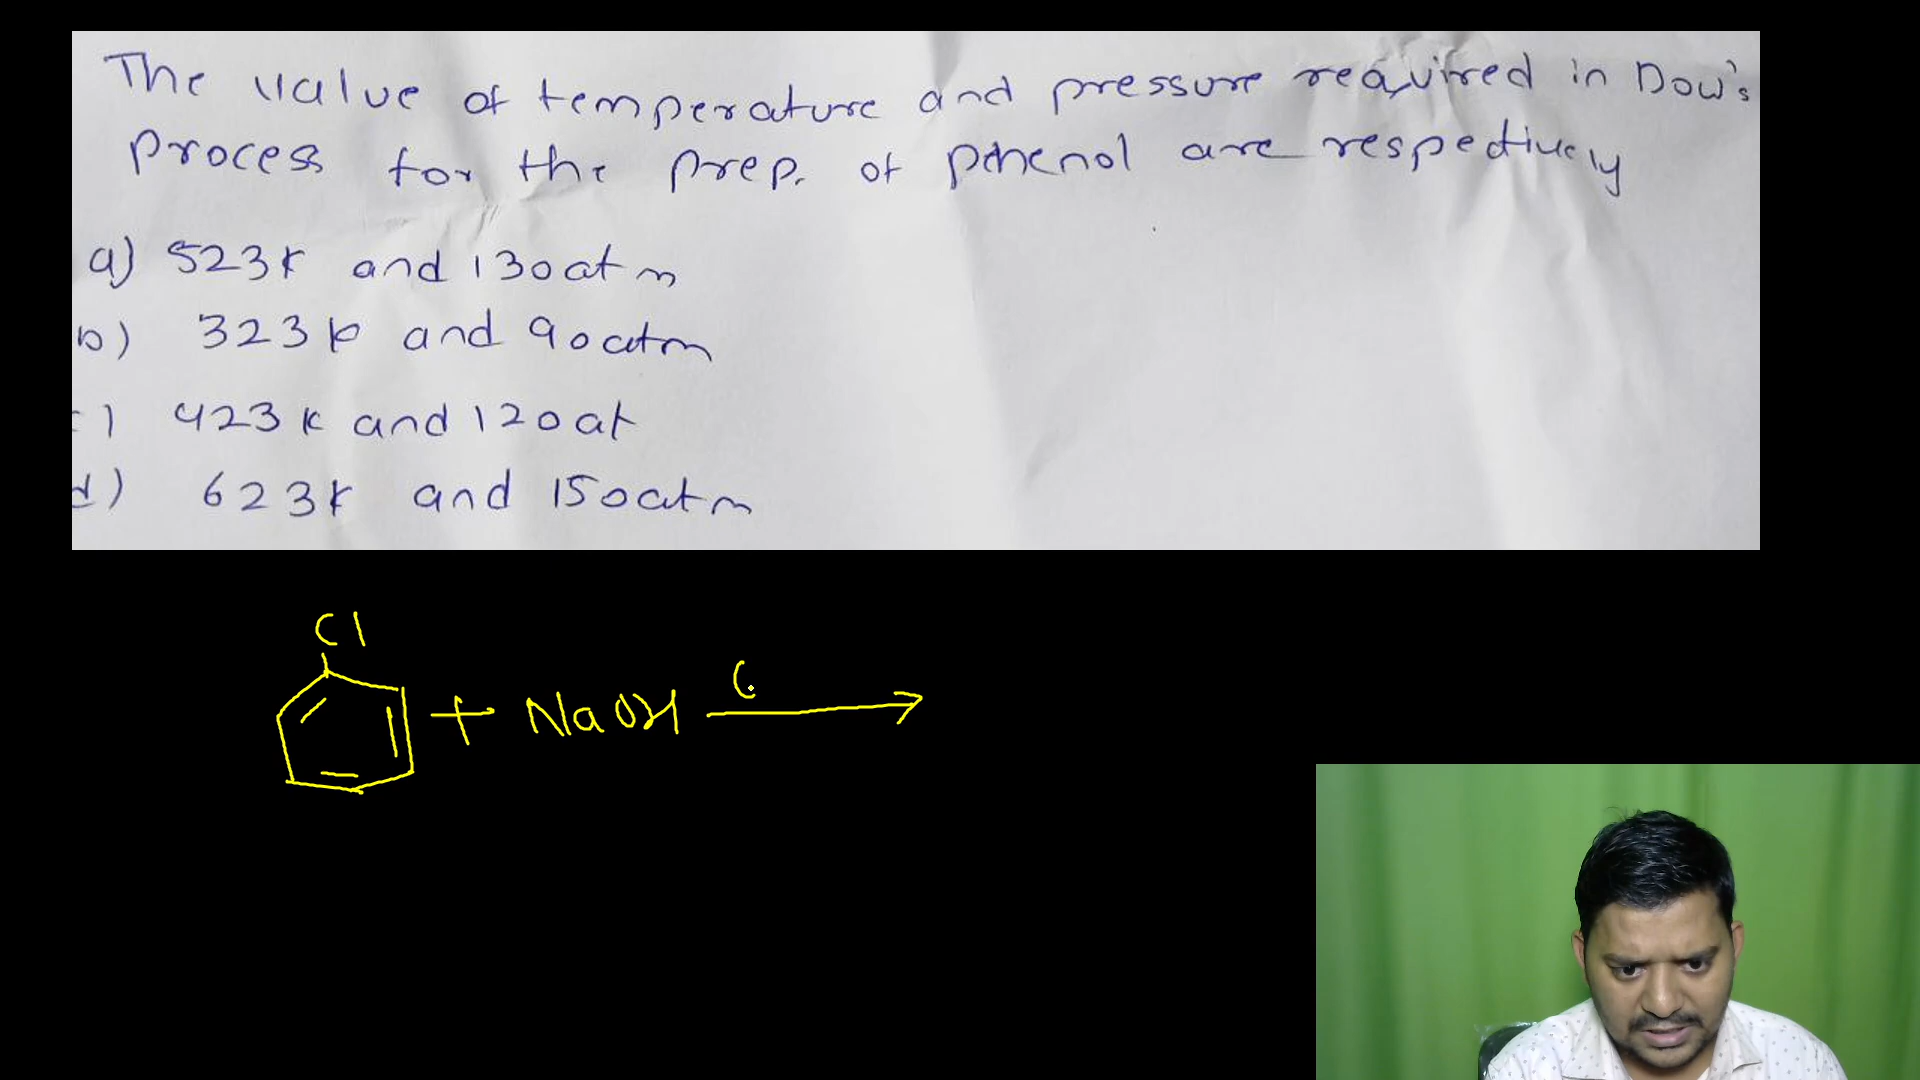 The value of temperature and pressure required in Dow's
process for the prep. of phenol are respectively
a) 523k and 130atm
b) 323k and 90atm
c) 423k and 120at
d) 623k and 150atm
Cl
+ NaOH